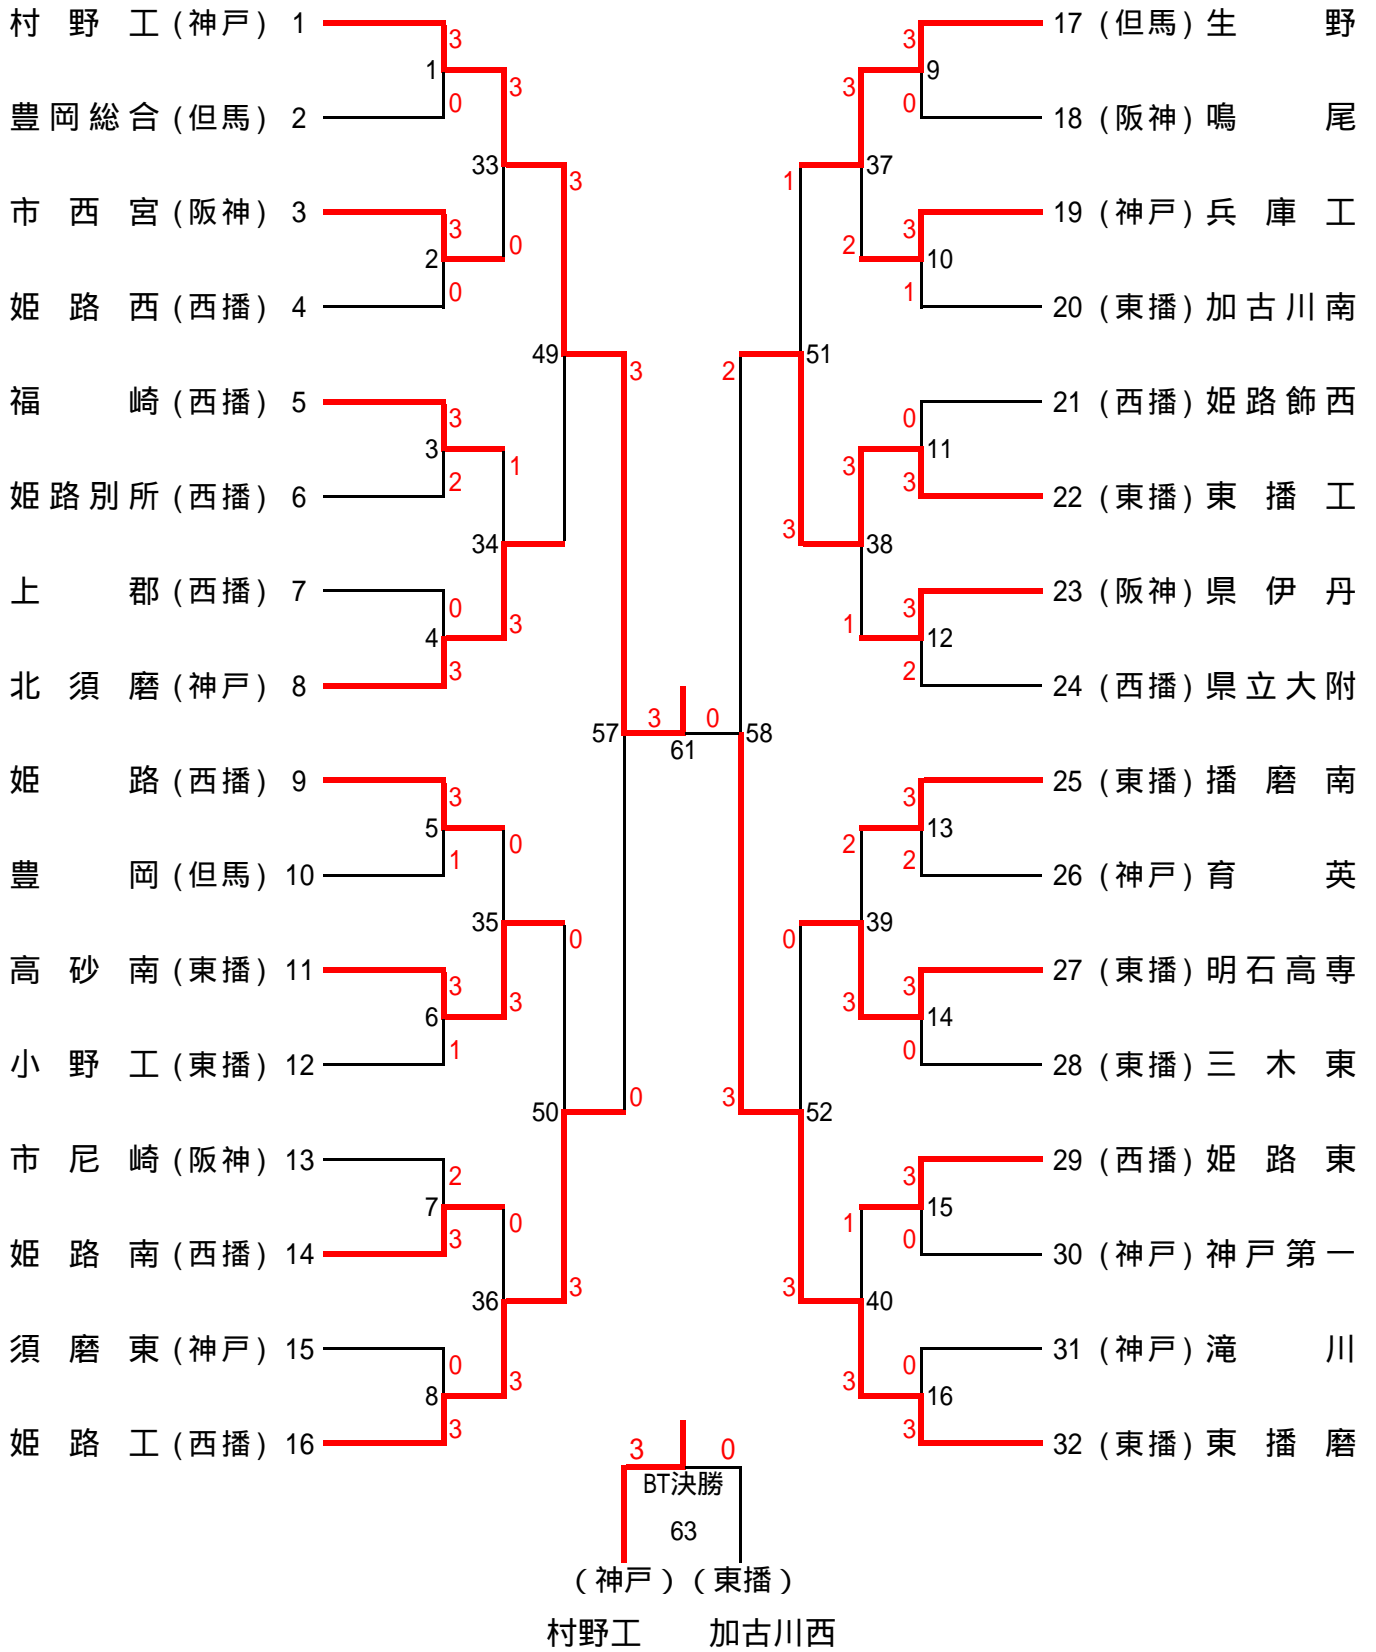 村野工(神戸) 1
豊岡総合(但馬) 2
市西宮(阪神) 3
姫路西(西播) 4
福崎(西播) 5
姫路別所(西播) 6
上郡(西播) 7
北須磨(神戸) 8
姫路(西播) 9
豊岡(但馬) 10
高砂南(東播) 11
小野工(東播) 12
市尼崎(阪神) 13
姫路南(西播) 14
須磨東(神戸) 15
姫路工(西播) 16
3
1
0
3
2
0
3
3
2
0
4
3
3
5
1
3
6
1
2
7
3
0
8
3
3
33
0
1
34
3
0
35
3
0
36
3
3
49
0
50
3
3
57
0
3 0
61
2
58
3
1
51
3
0
52
3
3
37
2
3
38
1
2
39
3
1
40
3
3
9
0
3
10
1
0
11
3
3
12
2
3
13
2
3
14
0
3
15
0
0
16
3
17 (但馬) 生野
18 (阪神) 鳴尾
19 (神戸) 兵庫工
20 (東播) 加古川南
21 (西播) 姫路飾西
22 (東播) 東播工
23 (阪神) 県伊丹
24 (西播) 県立大附
25 (東播) 播磨南
26 (神戸) 育英
27 (東播) 明石高専
28 (東播) 三木東
29 (西播) 姫路東
30 (神戸) 神戸第一
31 (神戸) 滝川
32 (東播) 東播磨
3 0
BT決勝
63
(神戸) (東播)
村野工 加古川西